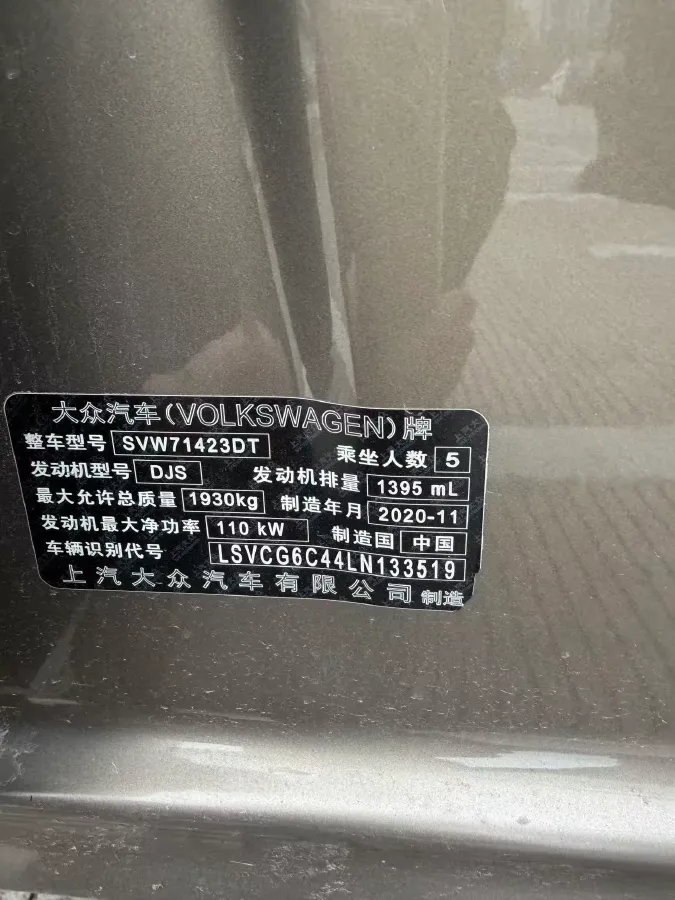 大众汽车(VOLKSWAGEN)牌
整车型号 SVW71423DT 乘坐人数 5
发动机型号 DJS 发动机排量 1395 mL
最大允许总质量 1930kg 制造年月 2020-11
发动机最大净功率 110 kW 制造国 中国
车辆识别代号 LSVCG6C44LN133519
上汽大众汽车有限公司 制造